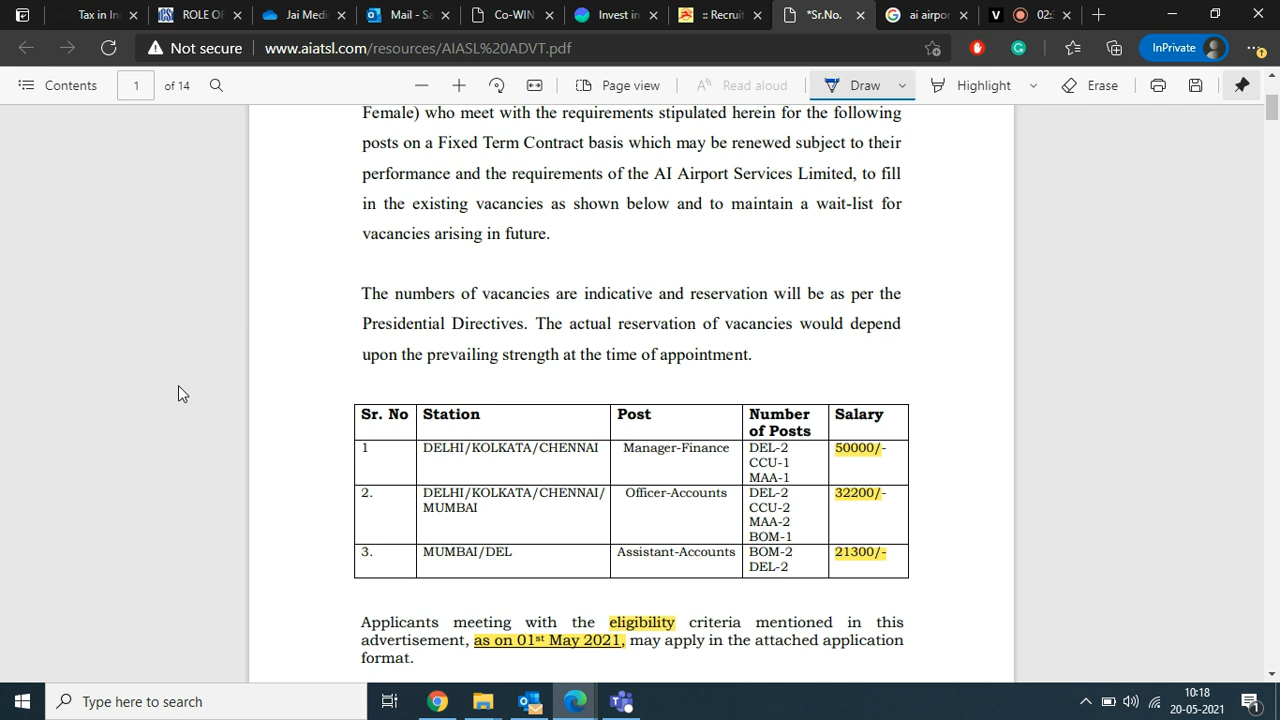 Tax in In
ROLE OF
Jai Medi
Mail - Sa
Co-WIN
Invest in
:: Recruit
*Sr.No.
ai airpor
V
02:
Not secure
www.aiatsl.com/resources/AIASL%20ADVT.pdf
InPrivate
Contents
1
of 14
Page view
Read aloud
Draw
Highlight
Erase
Female) who meet with the requirements stipulated herein for the following
posts on a Fixed Term Contract basis which may be renewed subject to their
performance and the requirements of the AI Airport Services Limited, to fill
in the existing vacancies as shown below and to maintain a wait-list for
vacancies arising in future.
The numbers of vacancies are indicative and reservation will be as per the
Presidential Directives. The actual reservation of vacancies would depend
upon the prevailing strength at the time of appointment.
Sr. No Station Post Number of Posts Salary
1 DELHI/KOLKATA/CHENNAI Manager-Finance DEL-2 50000/-
CCU-1
MAA-1
2. DELHI/KOLKATA/CHENNAI/ Officer-Accounts DEL-2 32200/-
MUMBAI CCU-2
MAA-2
BOM-1
3. MUMBAI/DEL Assistant-Accounts BOM-2 21300/-
DEL-2
Applicants meeting with the eligibility criteria mentioned in this
advertisement, as on 01st May 2021, may apply in the attached application
format.
Type here to search
10:18
20-05-2021
1